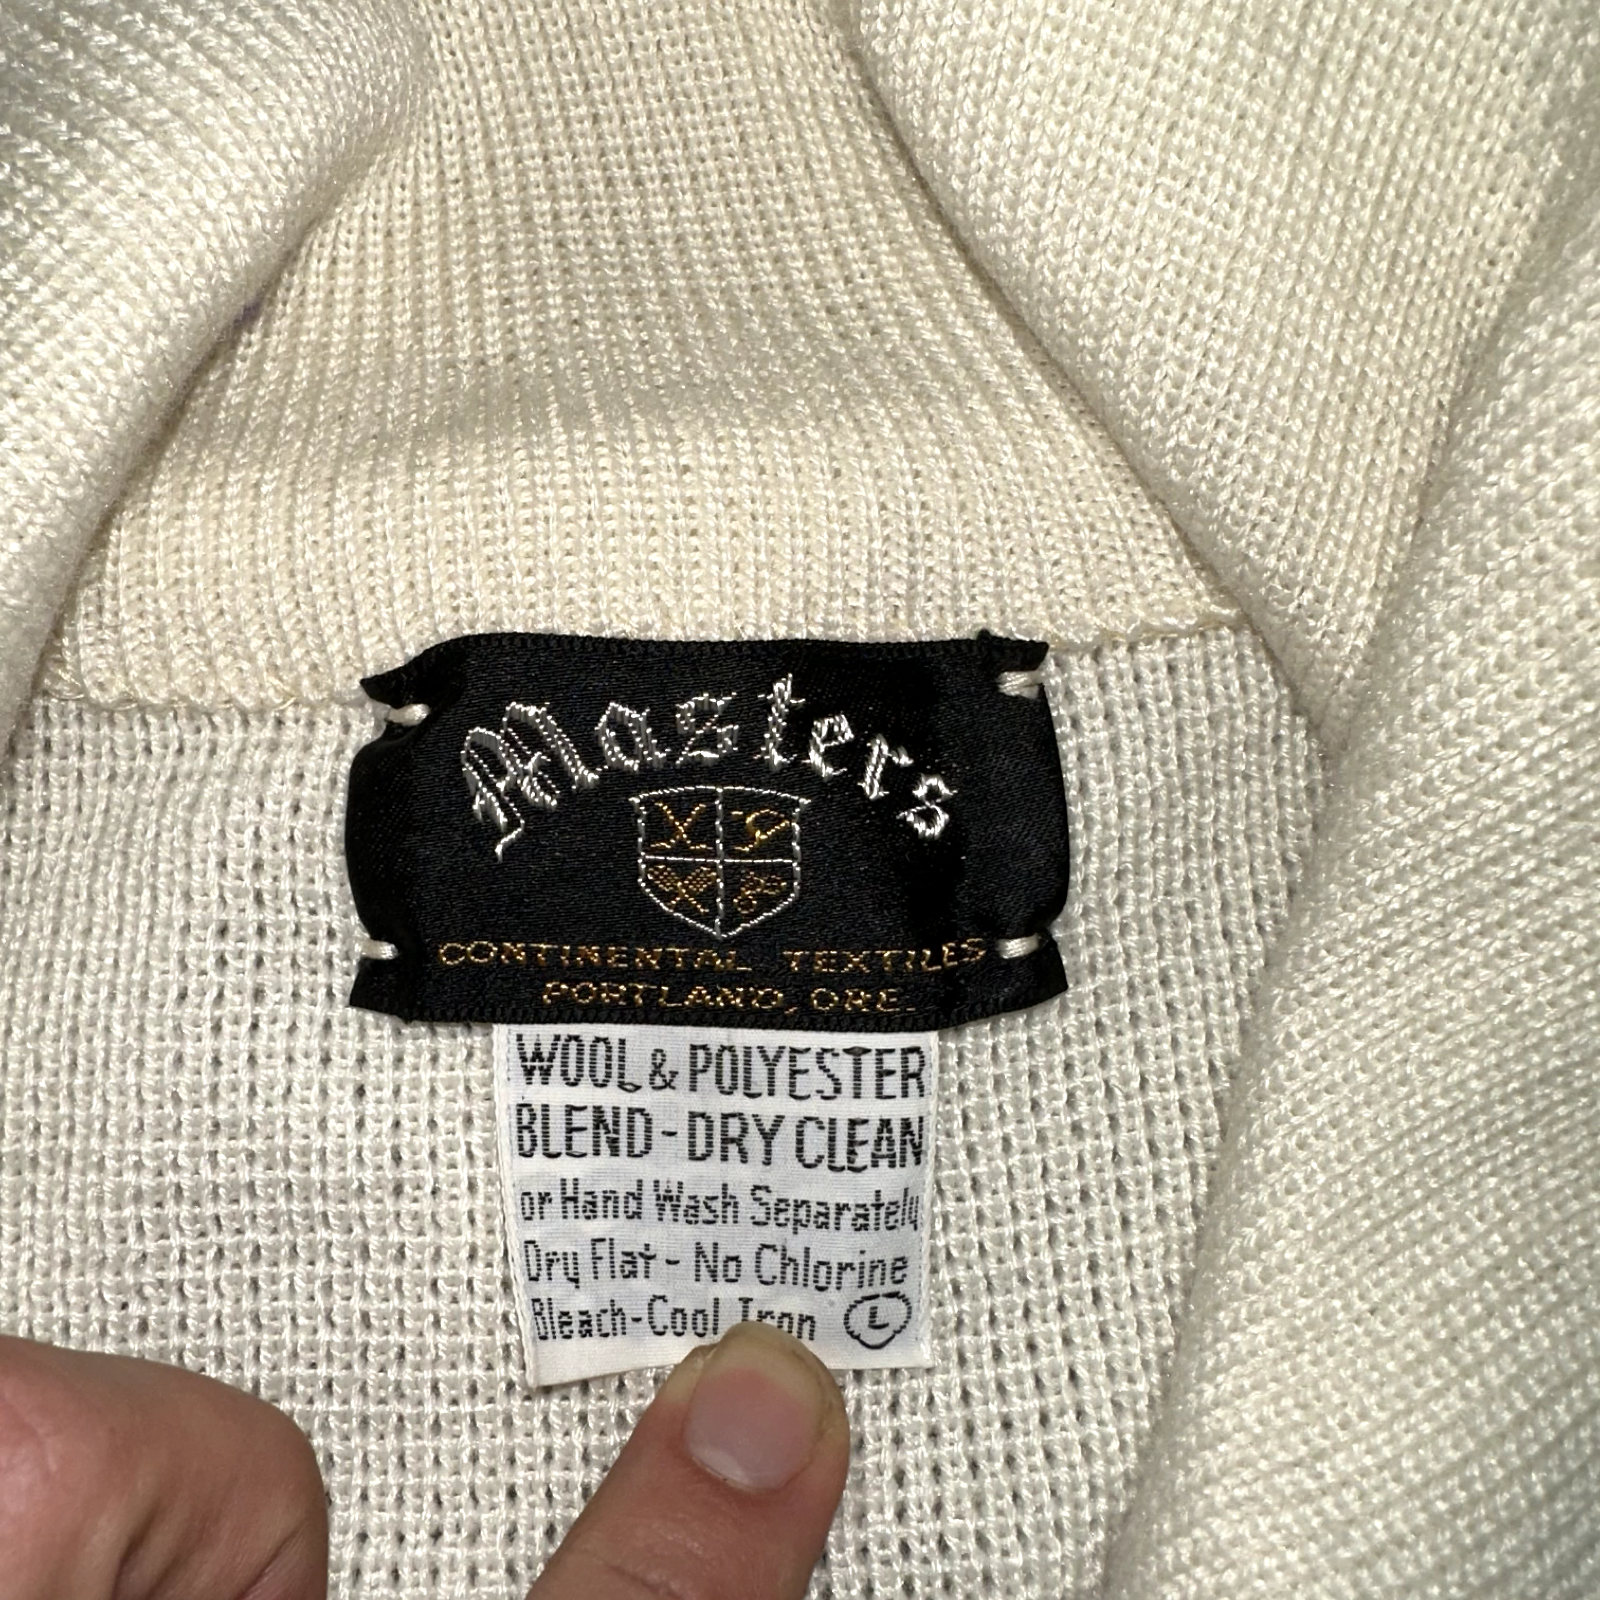 Masters
CONTINENTAL TEXTILES
PORTLAND, ORE.
WOOL & POLYESTER
BLEND - DRY CLEAN
or Hand Wash Separately
Dry Flat - No Chlorine
Bleach-Cool Iron L